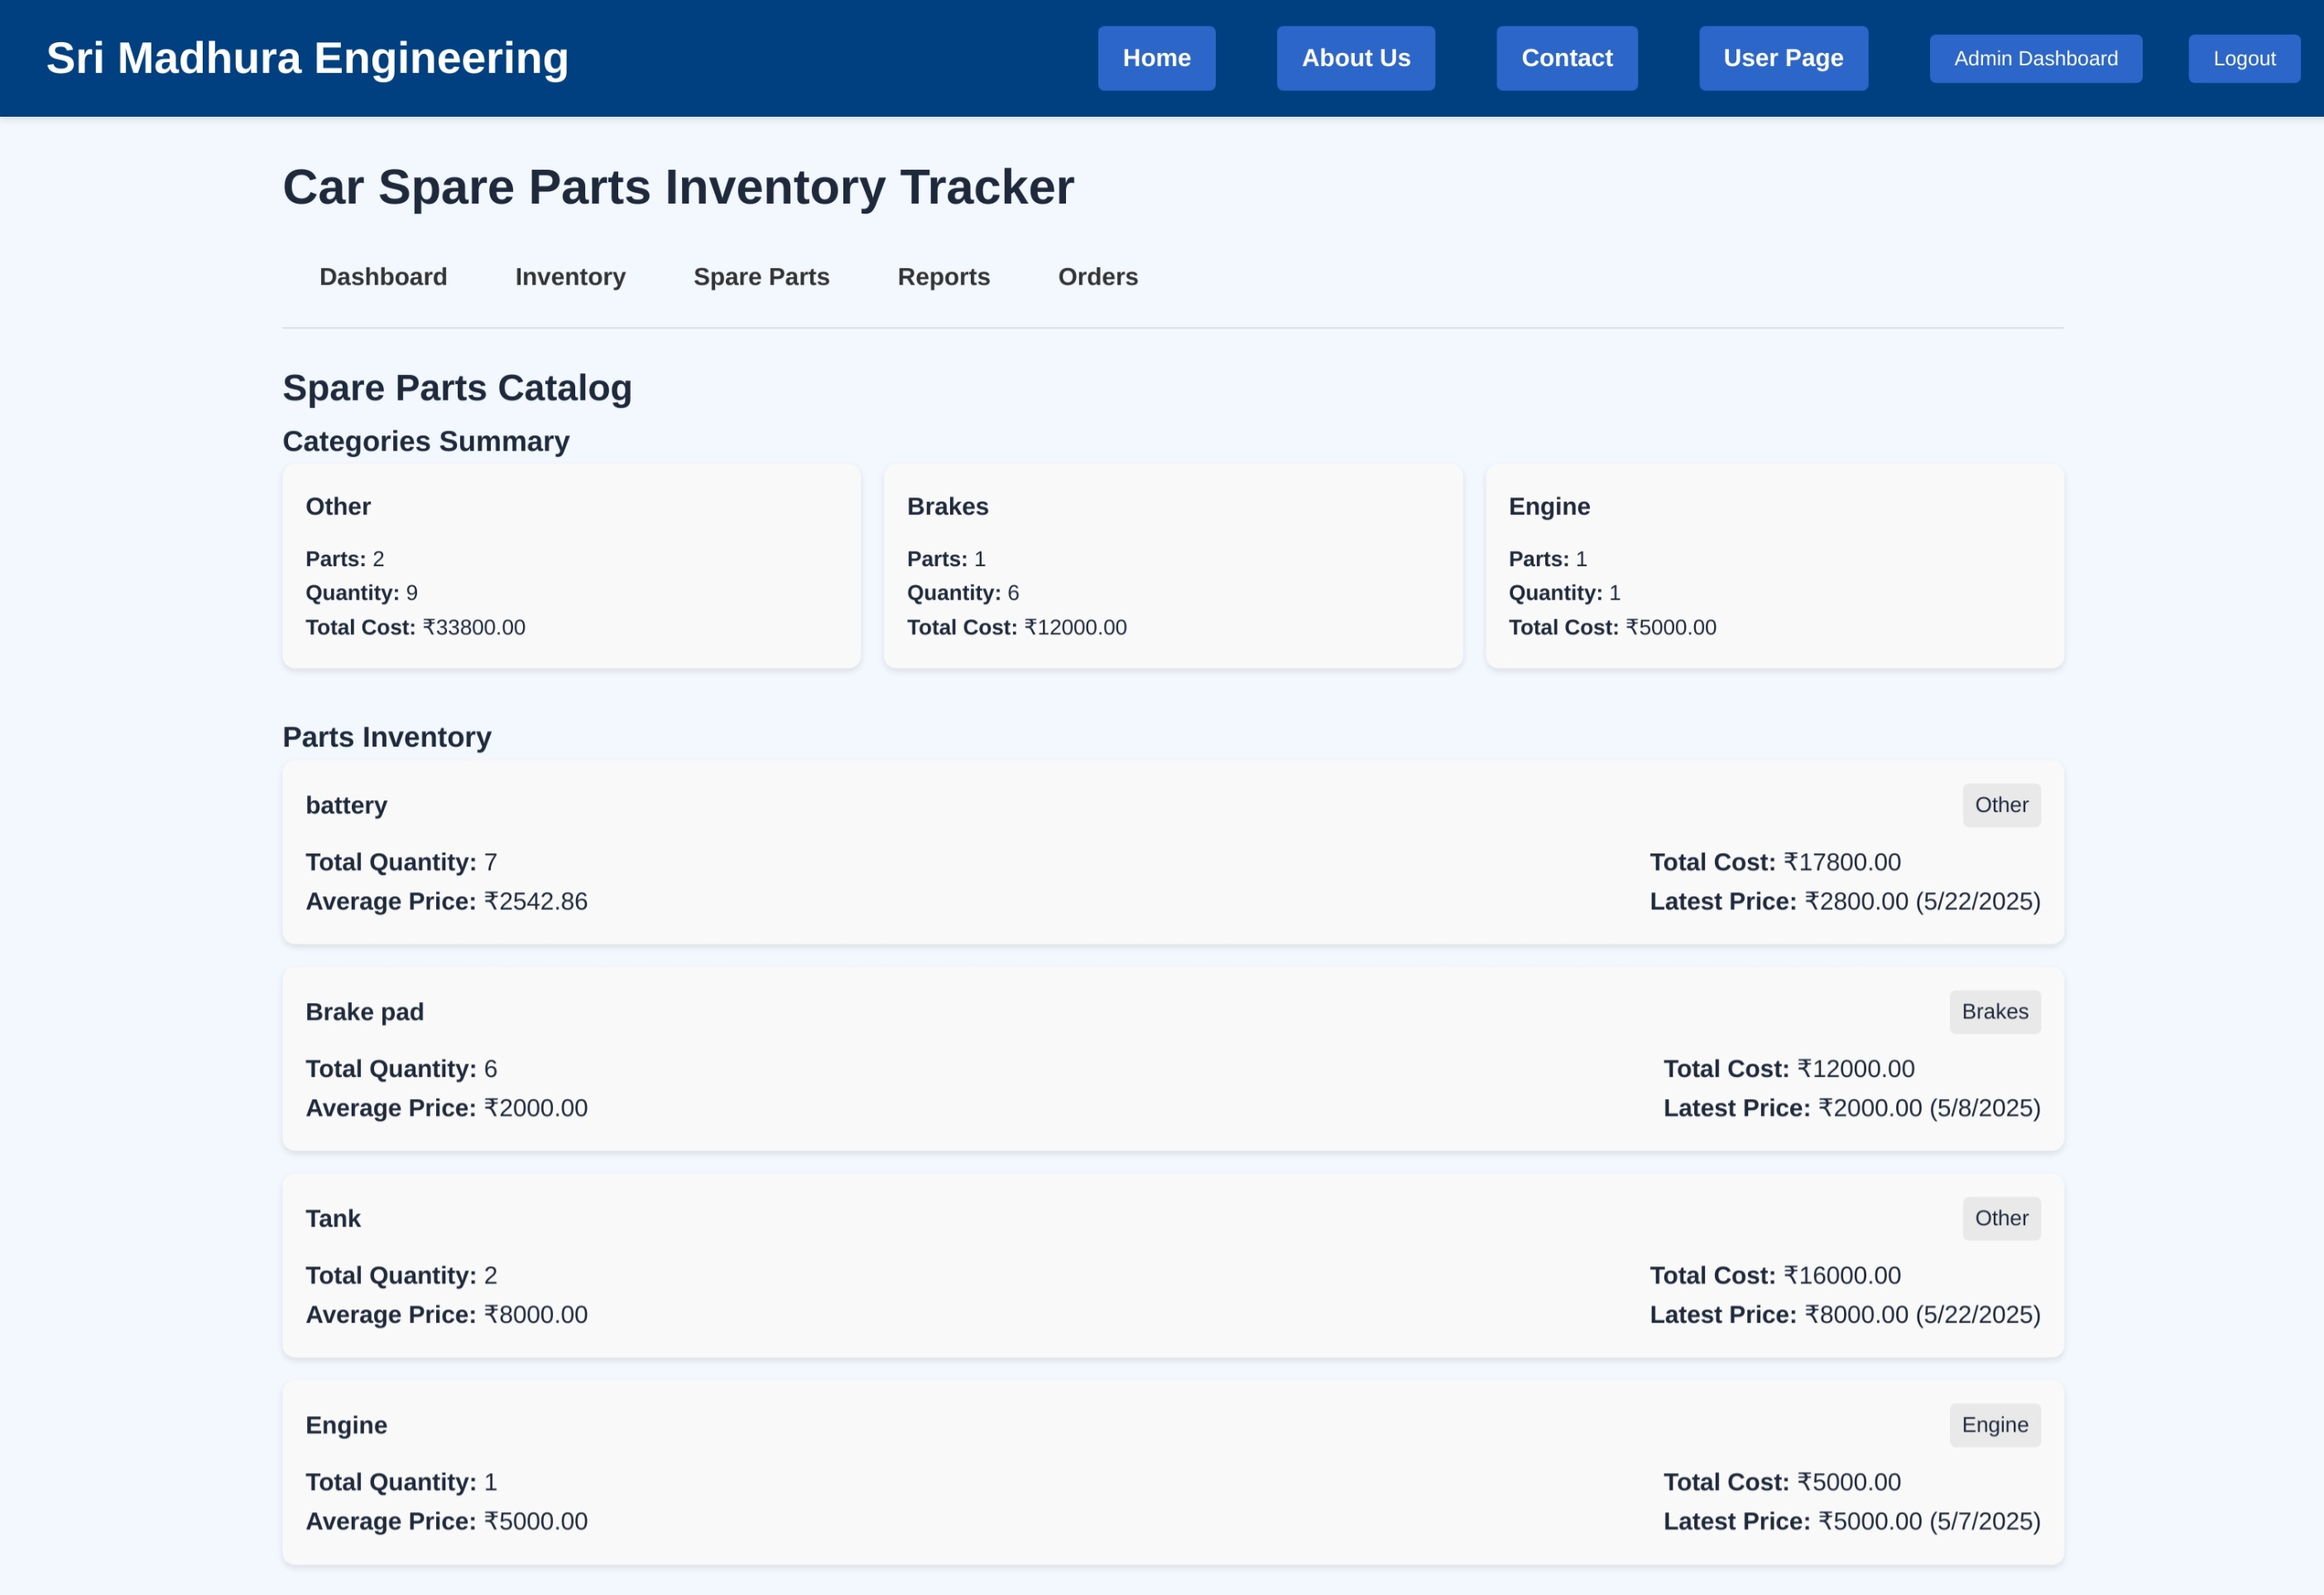 Sri Madhura Engineering
Home About Us Contact User Page Admin Dashboard Logout
Car Spare Parts Inventory Tracker
Dashboard Inventory Spare Parts Reports Orders
Spare Parts Catalog
Categories Summary
Other
Parts: 2
Quantity: 9
Total Cost: ₹33800.00
Brakes
Parts: 1
Quantity: 6
Total Cost: ₹12000.00
Engine
Parts: 1
Quantity: 1
Total Cost: ₹5000.00
Parts Inventory
battery Other
Total Quantity: 7 Total Cost: ₹17800.00
Average Price: ₹2542.86 Latest Price: ₹2800.00 (5/22/2025)
Brake pad Brakes
Total Quantity: 6 Total Cost: ₹12000.00
Average Price: ₹2000.00 Latest Price: ₹2000.00 (5/8/2025)
Tank Other
Total Quantity: 2 Total Cost: ₹16000.00
Average Price: ₹8000.00 Latest Price: ₹8000.00 (5/22/2025)
Engine Engine
Total Quantity: 1 Total Cost: ₹5000.00
Average Price: ₹5000.00 Latest Price: ₹5000.00 (5/7/2025)